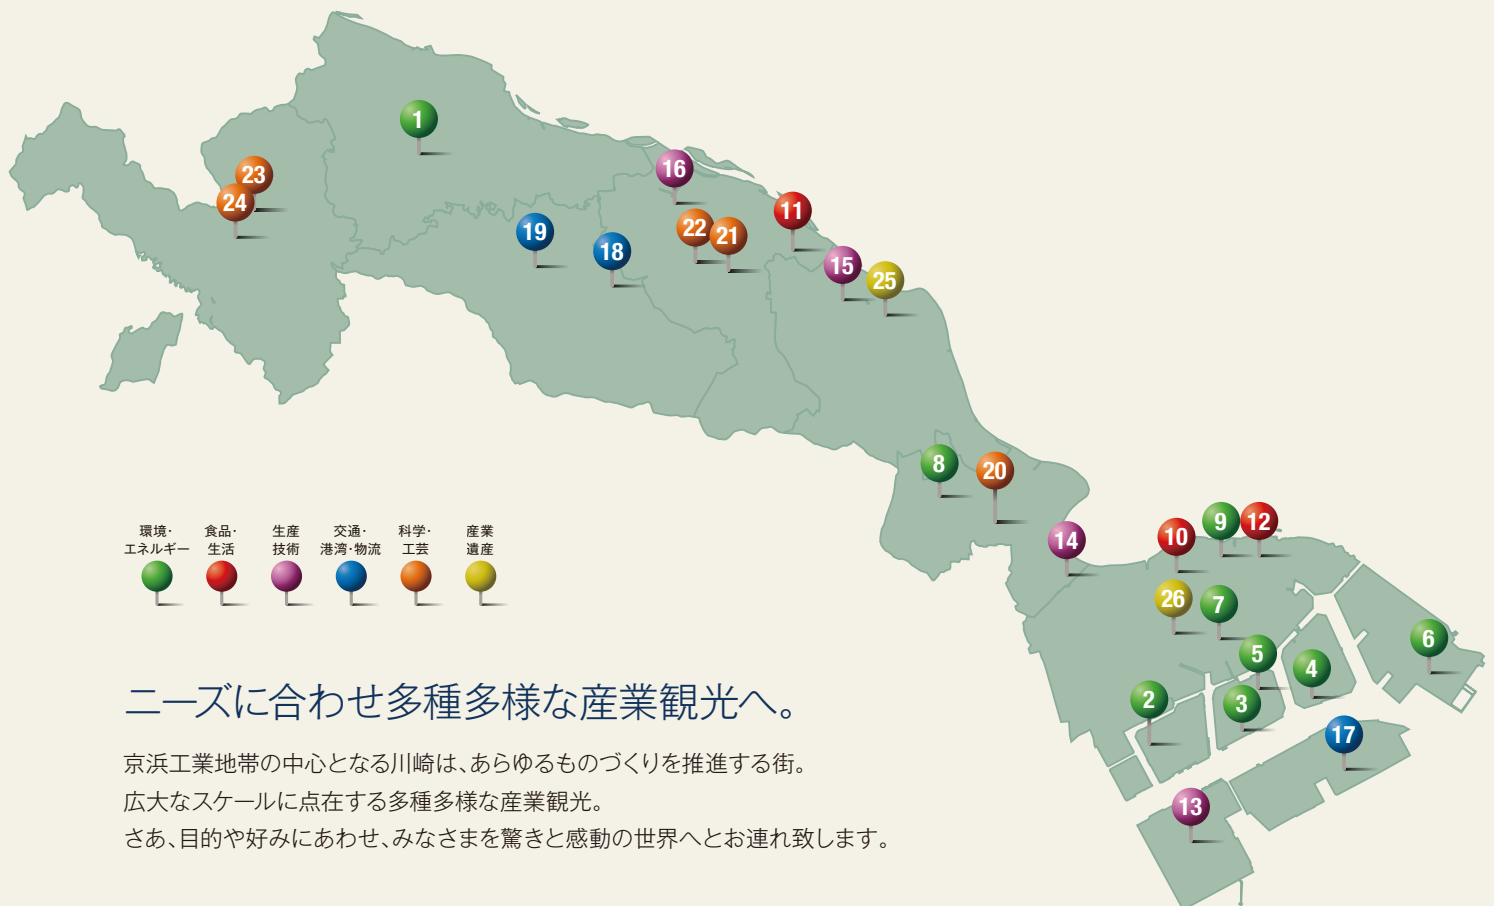 1
16
23
24
11
19
18
22
21
15
25
8
20
14
10
9
12
26
7
5
4
6
2
3
17
13
環境・
エネルギー
食品・
生活
生産
技術
交通・
港湾・物流
科学・
工芸
産業
遺産
ニーズに合わせ多種多様な産業観光へ。
京浜工業地帯の中心となる川崎は、あらゆるものづくりを推進する街。
広大なスケールに点在する多種多様な産業観光。
さあ、目的や好みにあわせ、みなさまを驚きと感動の世界へとお連れ致します。